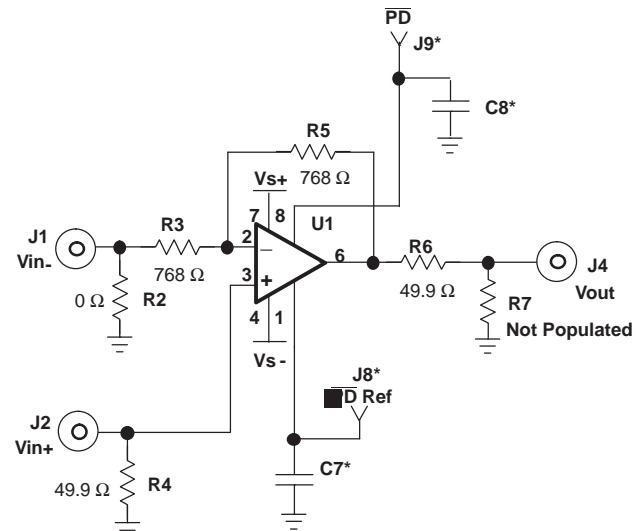 PD
J9*
C8*
R5
768 Ω
Vs+
7 8
U1
J1
Vin-
R3
768 Ω
2
−
3
+
6
R6
49.9 Ω
J4
Vout
0 Ω
R2
R7
Not Populated
4 1
Vs -
J8*
PD Ref
J2
Vin+
C7*
49.9 Ω
R4